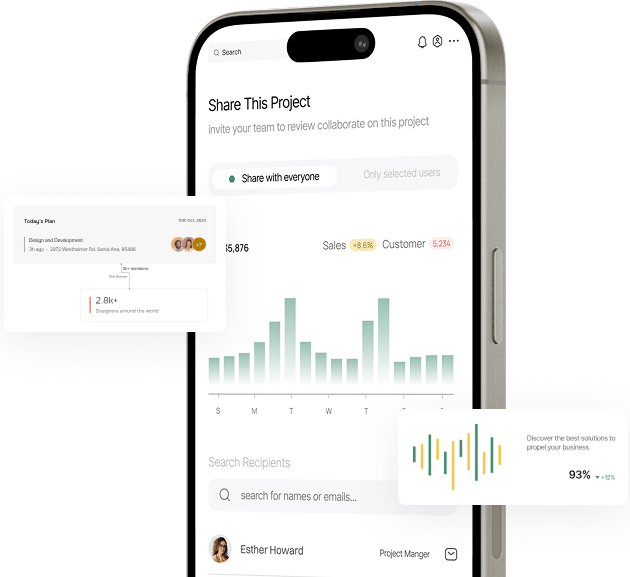 Search
Share This Project
invite your team to review collaborate on this project
Share with everyone
Only selected users
Today's Plan
10th Oct, 2023
Design and Development
3h ago · 2972 Westheimer Rd. Santa Ana, 85486
+7
2k+ members
2.8k+
Designers around the world
5,876
Sales +8.6% Customer 5,234
S M T W T
Discover the best solutions to
propel your business
93% +12%
Search Recipients
search for names or emails...
Esther Howard
Project Manger